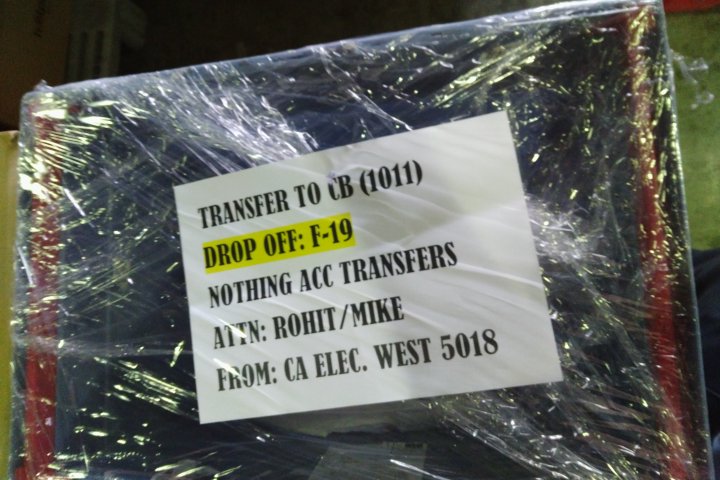 TRANSFER TO CB (1011)
DROP OFF: F-19
NOTHING ACC TRANSFERS
ATTN: ROHIT/MIKE
FROM: CA ELEC. WEST 5018